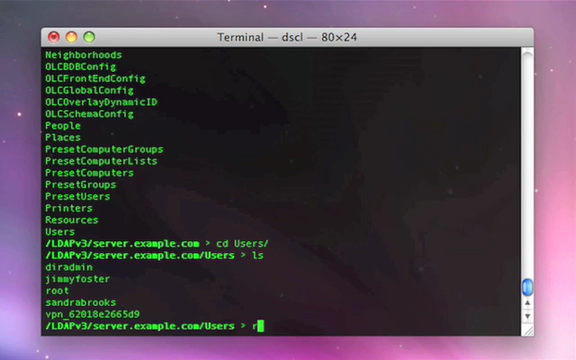 Terminal — dscl — 80×24
Neighborhoods
OLCBDBConfig
OLCFrontEndConfig
OLCGlobalConfig
OLCOverlayDynamicID
OLCSchemaConfig
People
Places
PresetComputerGroups
PresetComputerLists
PresetComputers
PresetGroups
PresetUsers
Printers
Resources
Users
/LDAPv3/server.example.com > cd Users/
/LDAPv3/server.example.com/Users > ls
diradmin
jimmyfoster
root
sandrabrooks
vpn_62018e2665d9
/LDAPv3/server.example.com/Users > r